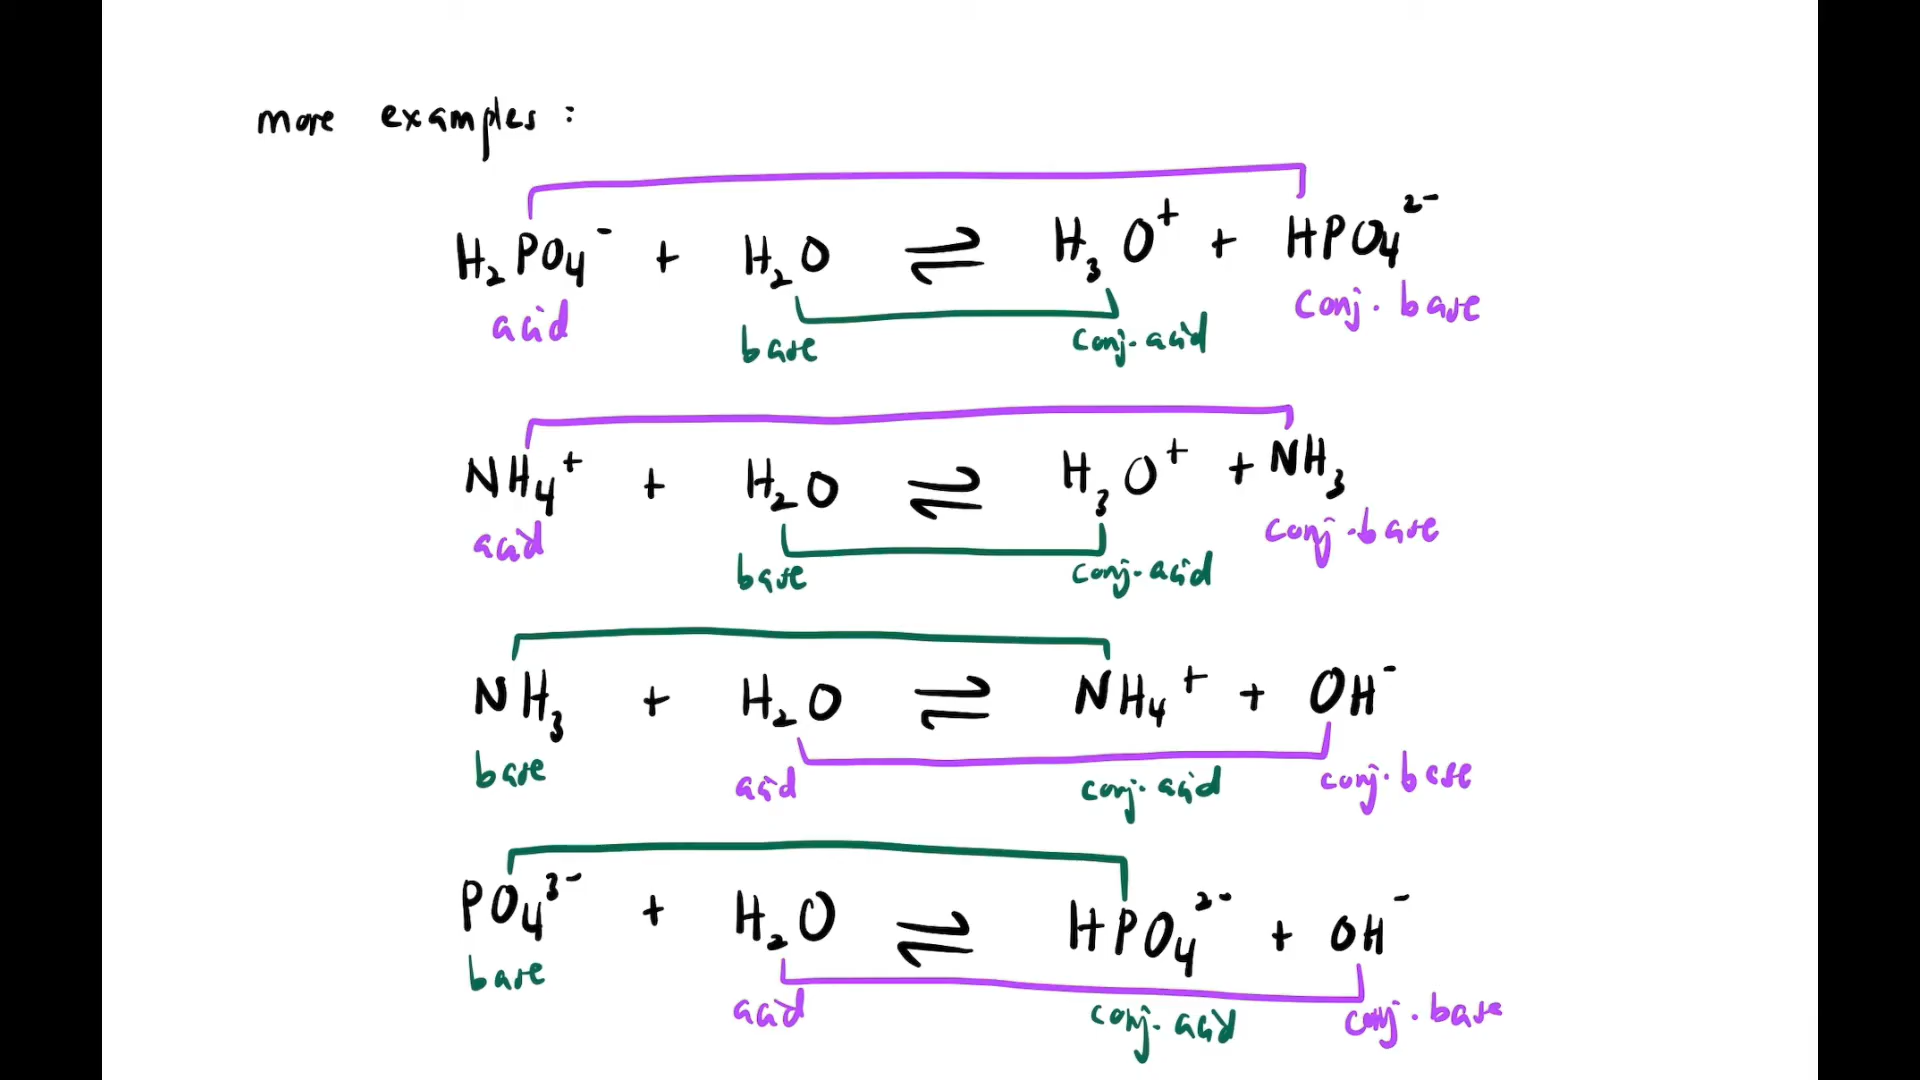 more examples :
H₂PO₄⁻ + H₂O ⇌ H₃O⁺ + HPO₄²⁻
acid base conj. acid conj. base
NH₄⁺ + H₂O ⇌ H₃O⁺ + NH₃
acid base conj. acid conj. base
NH₃ + H₂O ⇌ NH₄⁺ + OH⁻
base acid conj. acid conj. base
PO₄³⁻ + H₂O ⇌ HPO₄²⁻ + OH⁻
base acid conj. acid conj. base